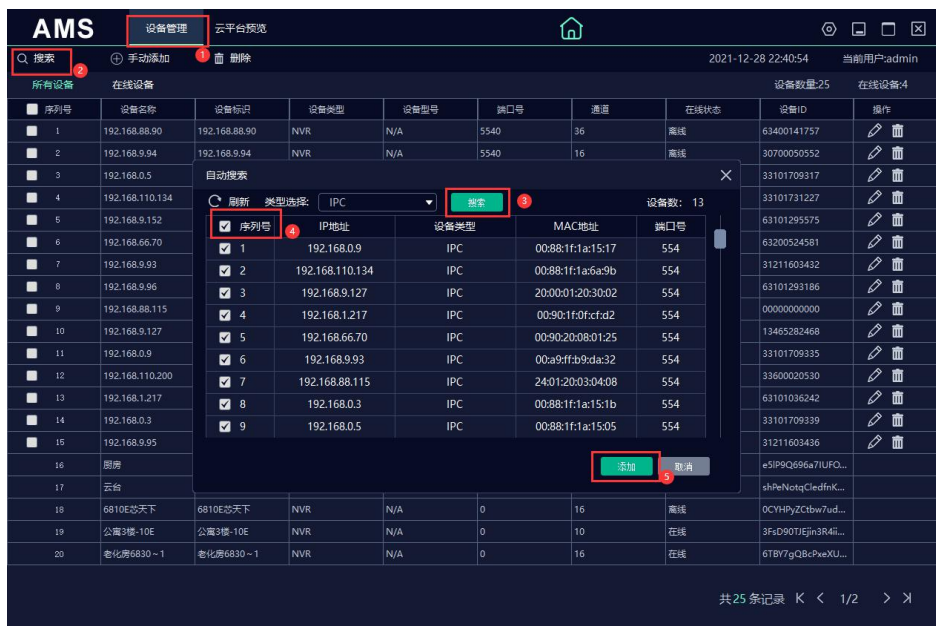 AMS 设备管理 云平台预览
1
搜索 手动添加 删除 2021-12-28 22:40:54 当前用户:admin
2
所有设备 在线设备 设备数量:25 在线设备:4
序列号 设备名称 设备标识 设备类型 设备型号 端口号 通道 在线状态 设备ID 操作
1 192.168.88.90 192.168.88.90 NVR N/A 5540 36 离线 63400141757
2 192.168.9.94 192.168.9.94 NVR N/A 5540 16 离线 30700050552
3 192.168.0.5 33101709317
4 192.168.110.134 33101731227
5 192.168.9.152 63101295575
6 192.168.66.70 63200524581
7 192.168.9.93 31211603432
8 192.168.9.96 63101293186
9 192.168.88.115 00000000000
10 192.168.9.127 13465282468
11 192.168.0.9 33101709335
12 192.168.110.200 33600020530
13 192.168.1.217 63101036242
14 192.168.0.3 33101709339
15 192.168.9.95 31211603436
16 厨房 e5lP9Q696a7IUFO...
17 云台 shPeNotqCledfnK...
18 6810E芯天下 6810E芯天下 NVR N/A 0 16 离线 0CYHPyZCtbw7ud...
19 公寓3楼-10E 公寓3楼-10E NVR N/A 0 10 在线 3FsD90TJEjin3R4ii...
20 老化房6830~1 老化房6830~1 NVR N/A 0 16 在线 6TBY7gQBcPxeXU...
自动搜索
刷新 类型选择: IPC 搜索 3 设备数: 13
序列号 4 IP地址 设备类型 MAC地址 端口号
1 192.168.0.9 IPC 00:88:1f:1a:15:17 554
2 192.168.110.134 IPC 00:88:1f:1a:6a:9b 554
3 192.168.9.127 IPC 20:00:01:20:30:02 554
4 192.168.1.217 IPC 00:90:1f:0f:cf:d2 554
5 192.168.66.70 IPC 00:90:20:08:01:25 554
6 192.168.9.93 IPC 00:a9:ff:b9:da:32 554
7 192.168.88.115 IPC 24:01:20:03:04:08 554
8 192.168.0.3 IPC 00:88:1f:1a:15:1b 554
9 192.168.0.5 IPC 00:88:1f:1a:15:05 554
添加 5 取消
共25条记录 1/2